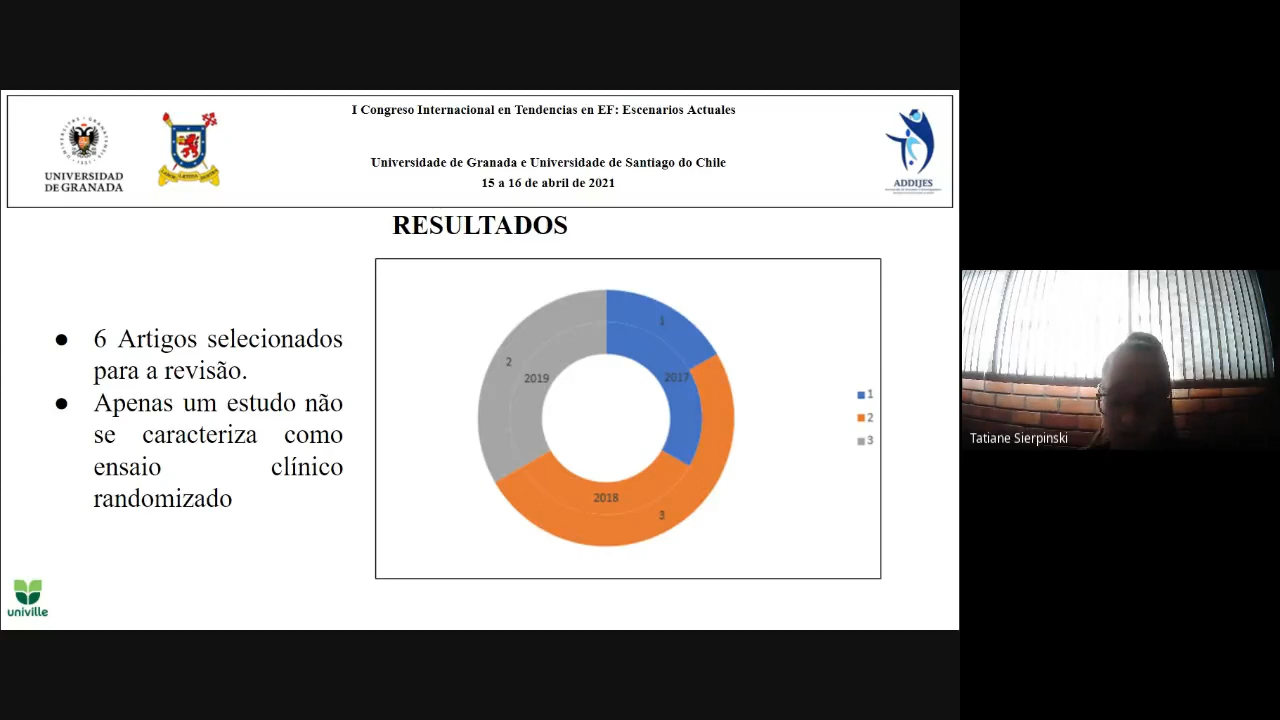 I Congreso Internacional en Tendencias en EF: Escenarios Actuales
Universidade de Granada e Universidade de Santiago do Chile
15 a 16 de abril de 2021
UNIVERSIDAD
DE GRANADA
ADDIJES
RESULTADOS
● 6 Artigos selecionados
para a revisão.
● Apenas um estudo não
se caracteriza como
ensaio clínico
randomizado
1
2
2019
2017
2018
3
1
2
3
univille
Tatiane Sierpinski